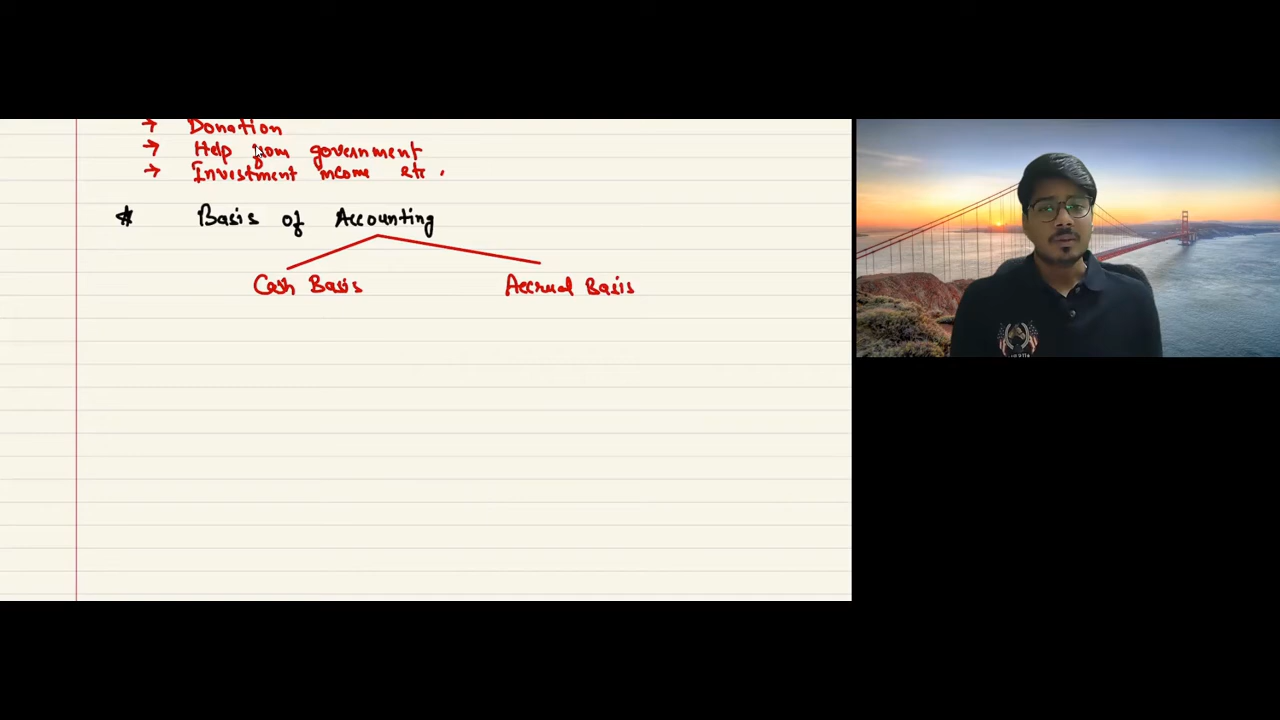 → Donation
→ Help from government
→ Investment income etc.
* Basis of Accounting
Cash Basis Accrual Basis